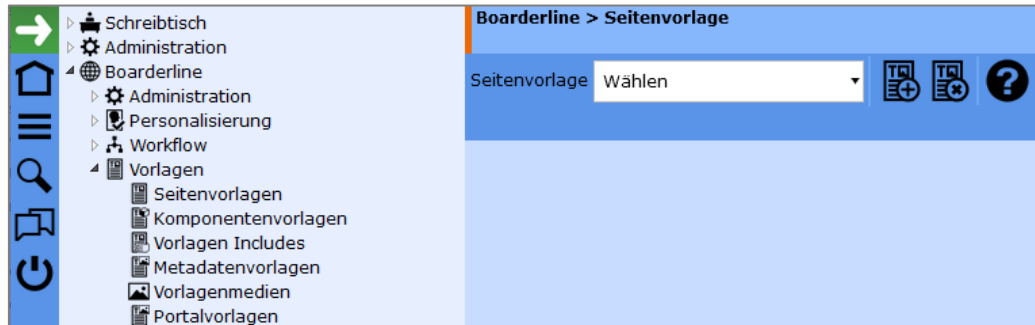 Schreibtisch
Administration
Boarderline
Administration
Personalisierung
Workflow
Vorlagen
Seitenvorlagen
Komponentenvorlagen
Vorlagen Includes
Metadatenvorlagen
Vorlagenmedien
Portalvorlagen
Boarderline > Seitenvorlage
Seitenvorlage Wählen